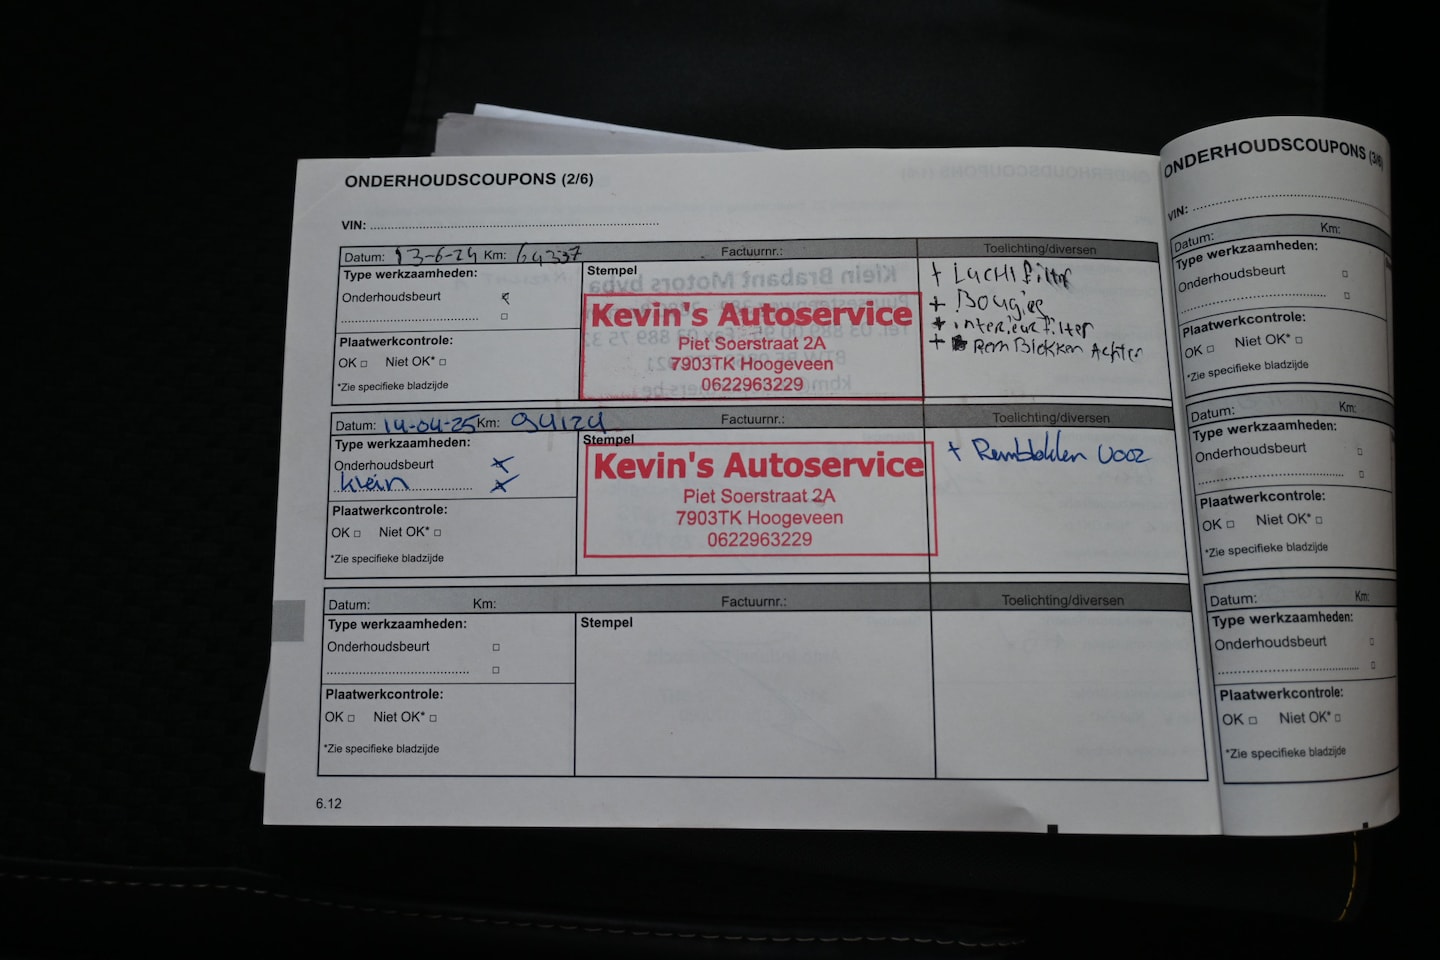 ONDERHOUDSCOUPONS (2/6)
VIN:
Datum: 13-6-24 Km: 64337 Factuurnr.: Toelichting/diversen
Type werkzaamheden:
Onderhoudsbeurt
Plaatwerkcontrole:
OK □ Niet OK* □
*Zie specifieke bladzijde
Stempel
Kevin's Autoservice
Piet Soerstraat 2A
7903TK Hoogeveen
0622963229
+ Luchtfilter
+ Bougies
+ interieurfilter
+ RemBlokken Achter
Datum: 14-04-25 Km: 94124 Factuurnr.: Toelichting/diversen
Type werkzaamheden:
Onderhoudsbeurt
klein
Plaatwerkcontrole:
OK □ Niet OK* □
*Zie specifieke bladzijde
Stempel
Kevin's Autoservice
Piet Soerstraat 2A
7903TK Hoogeveen
0622963229
+ Remblokken voor
Datum: Km: Factuurnr.: Toelichting/diversen
Type werkzaamheden:
Onderhoudsbeurt □
Plaatwerkcontrole:
OK □ Niet OK* □
*Zie specifieke bladzijde
Stempel
6.12
ONDERHOUDSCOUPONS (3/6)
VIN:
Datum: Km:
Type werkzaamheden:
Onderhoudsbeurt □
Plaatwerkcontrole:
OK □ Niet OK* □
*Zie specifieke bladzijde
Datum: Km:
Type werkzaamheden:
Onderhoudsbeurt □
Plaatwerkcontrole:
OK □ Niet OK* □
*Zie specifieke bladzijde
Datum: Km:
Type werkzaamheden:
Onderhoudsbeurt □
Plaatwerkcontrole:
OK □ Niet OK* □
*Zie specifieke bladzijde